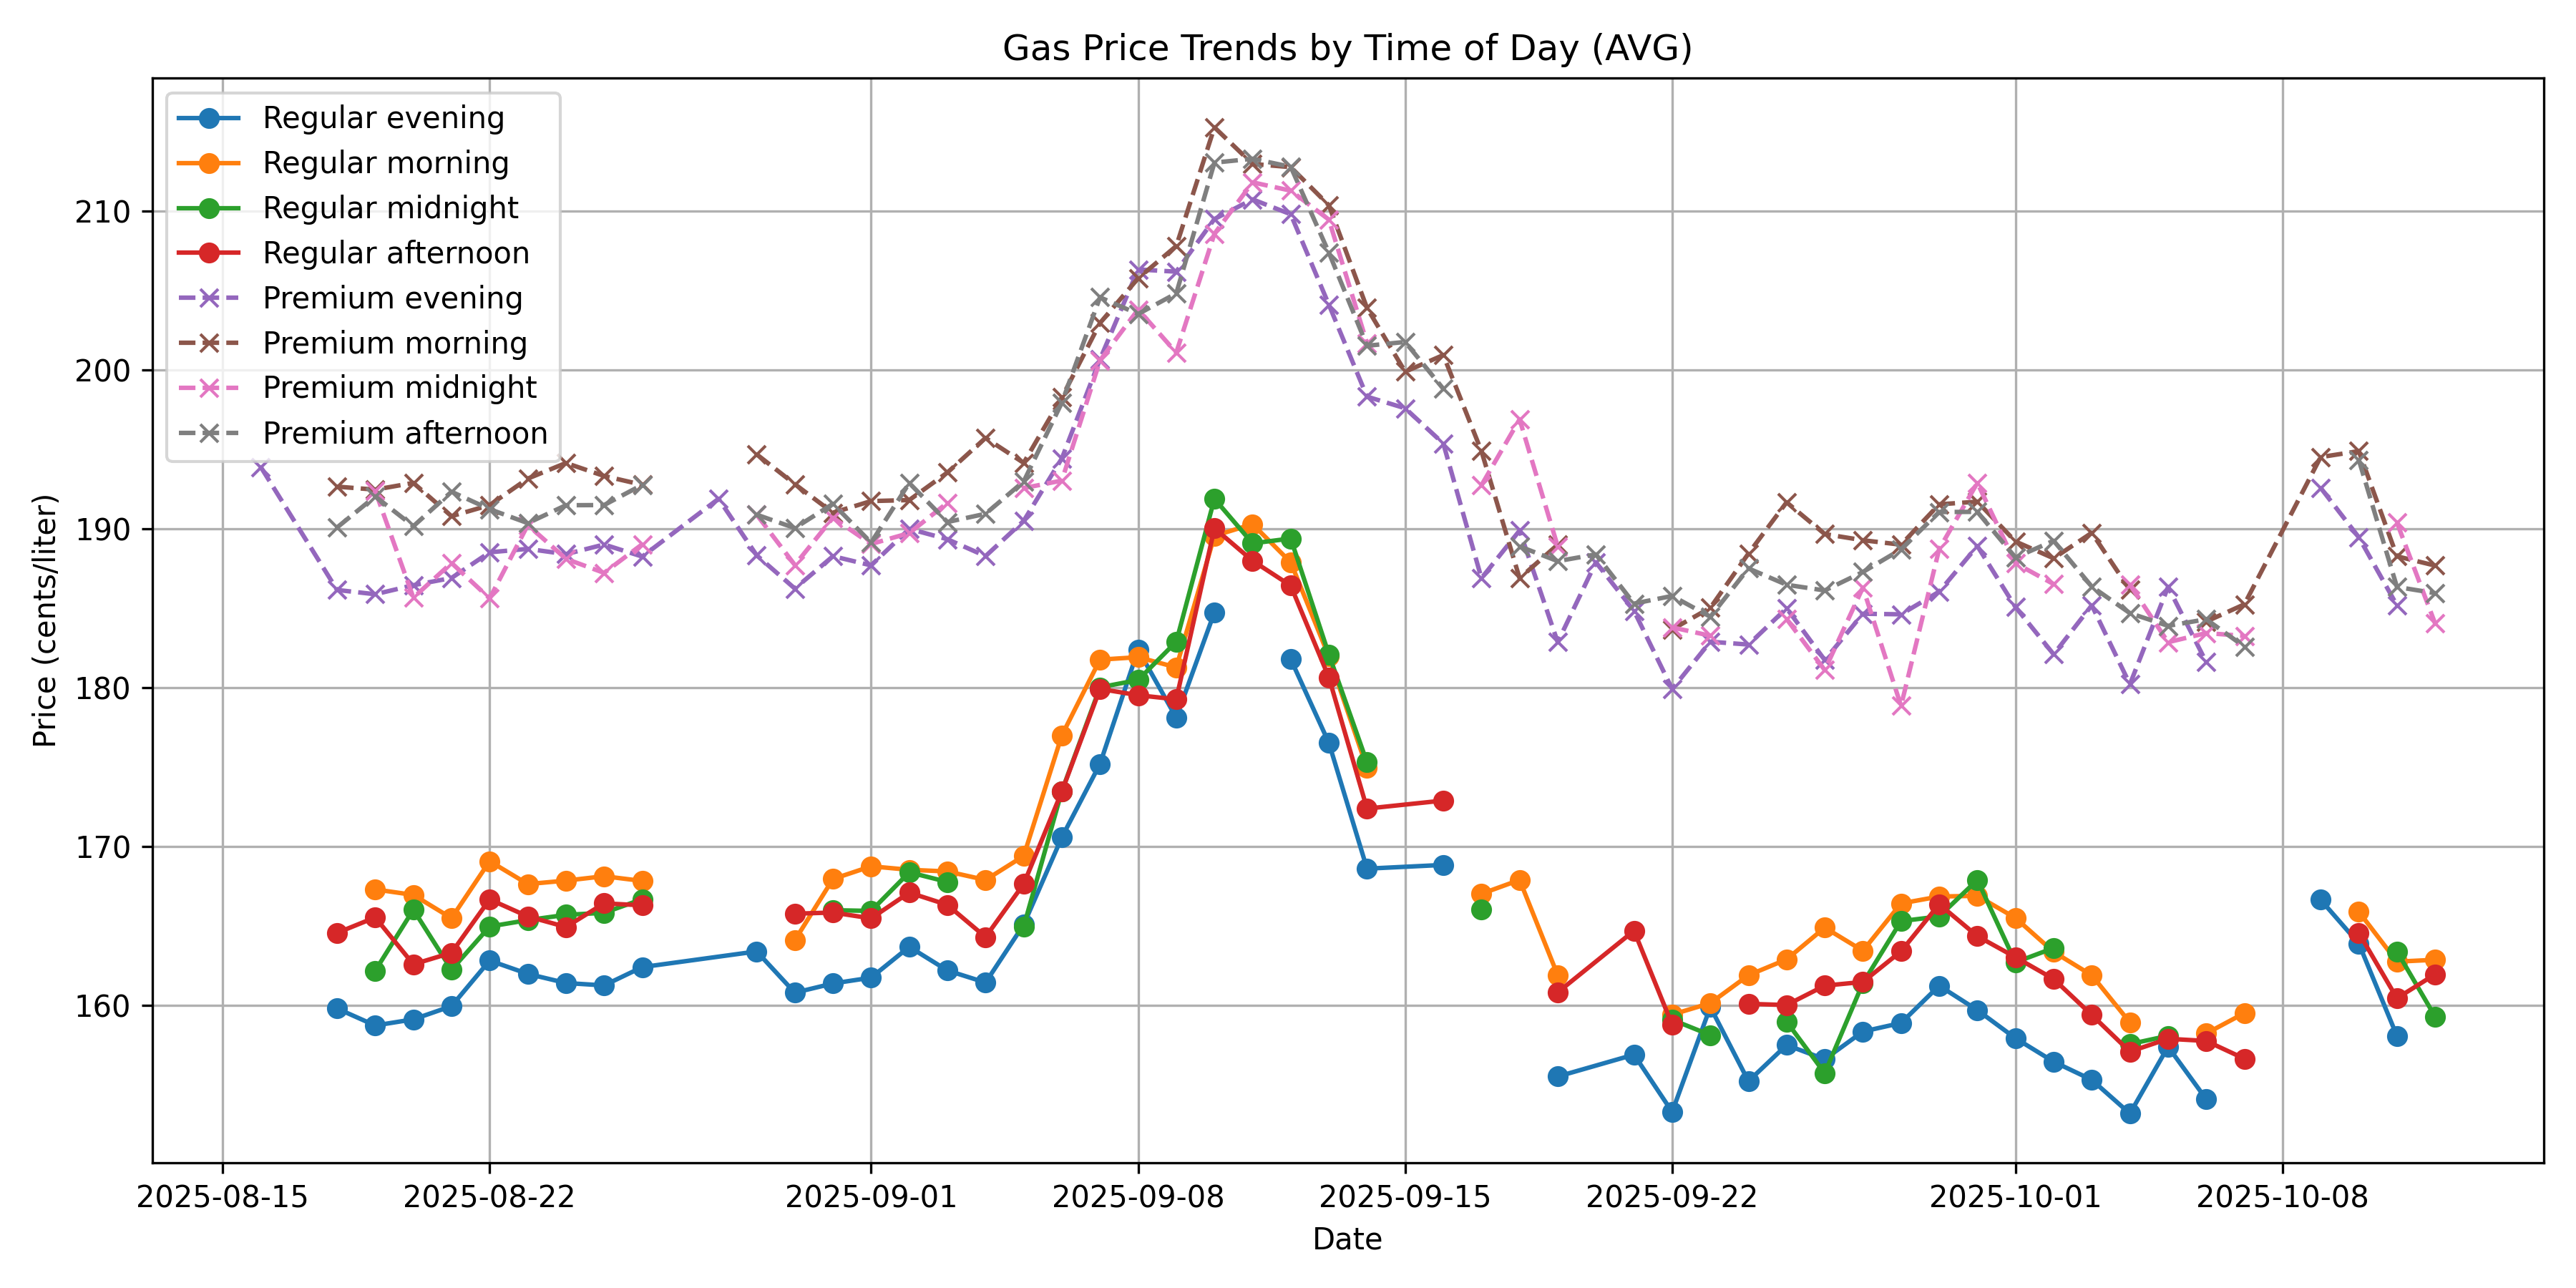 Gas Price Trends by Time of Day (AVG)
Regular evening
Regular morning
Regular midnight
Regular afternoon
Premium evening
Premium morning
Premium midnight
Premium afternoon
Price (cents/liter)
210
200
190
180
170
160
2025-08-15 2025-08-22 2025-09-01 2025-09-08 2025-09-15 2025-09-22 2025-10-01 2025-10-08
Date